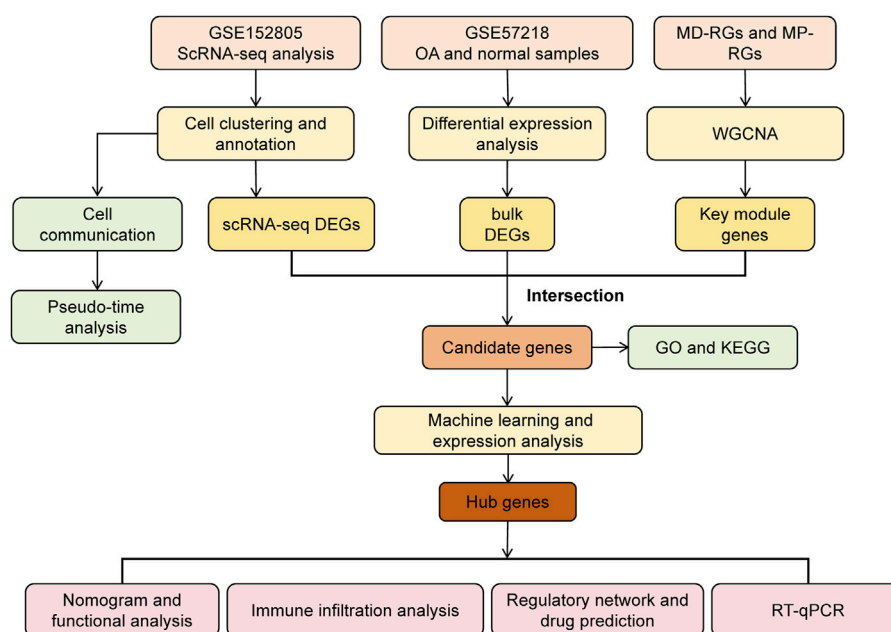 GSE152805
ScRNA-seq analysis
GSE57218
OA and normal samples
MD-RGs and MP-
RGs
Cell clustering and
annotation
Differential expression
analysis
WGCNA
Cell
communication
scRNA-seq DEGs
bulk
DEGs
Key module
genes
Intersection
Pseudo-time
analysis
Candidate genes
GO and KEGG
Machine learning and
expression analysis
Hub genes
Nomogram and
functional analysis
Immune infiltration analysis
Regulatory network and
drug prediction
RT-qPCR